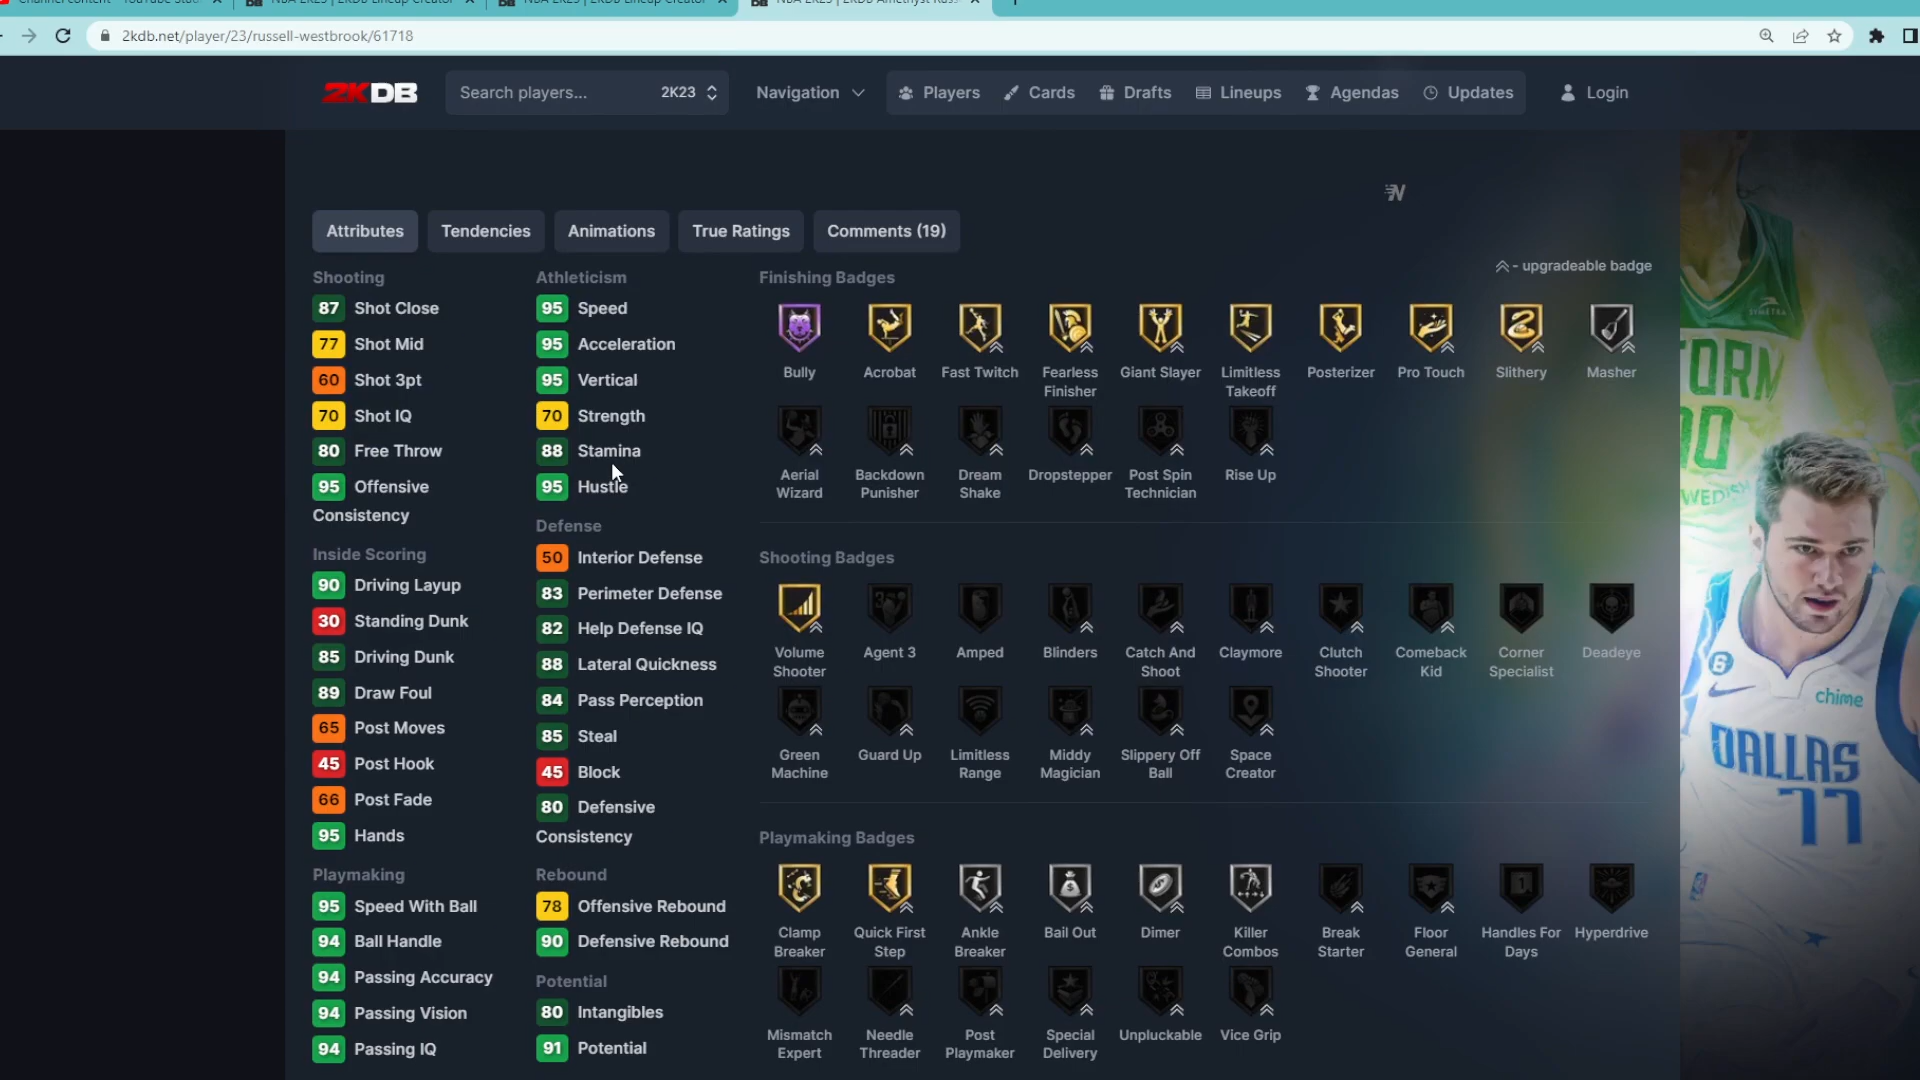 2kdb.net/player/23/russell-westbrook/61718
2KDB
Search players...
2K23
Navigation
Players
Cards
Drafts
Lineups
Agendas
Updates
Login
Attributes
Tendencies
Animations
True Ratings
Comments (19)
- upgradeable badge
Shooting
87 Shot Close
77 Shot Mid
60 Shot 3pt
70 Shot IQ
80 Free Throw
95 Offensive
Consistency
Inside Scoring
90 Driving Layup
30 Standing Dunk
85 Driving Dunk
89 Draw Foul
65 Post Moves
45 Post Hook
66 Post Fade
95 Hands
Playmaking
95 Speed With Ball
94 Ball Handle
94 Passing Accuracy
94 Passing Vision
94 Passing IQ
Athleticism
95 Speed
95 Acceleration
95 Vertical
70 Strength
88 Stamina
95 Hustle
Defense
50 Interior Defense
83 Perimeter Defense
82 Help Defense IQ
88 Lateral Quickness
84 Pass Perception
85 Steal
45 Block
80 Defensive
Consistency
Rebound
78 Offensive Rebound
90 Defensive Rebound
Potential
80 Intangibles
91 Potential
Finishing Badges
Bully
Acrobat
Fast Twitch
Fearless
Finisher
Giant Slayer
Limitless
Takeoff
Posterizer
Pro Touch
Slithery
Masher
Aerial
Wizard
Backdown
Punisher
Dream
Shake
Dropstepper
Post Spin
Technician
Rise Up
Shooting Badges
Volume
Shooter
Agent 3
Amped
Blinders
Catch And
Shoot
Claymore
Clutch
Shooter
Comeback
Kid
Corner
Specialist
Deadeye
Green
Machine
Guard Up
Limitless
Range
Middy
Magician
Slippery Off
Ball
Space
Creator
Playmaking Badges
Clamp
Breaker
Quick First
Step
Ankle
Breaker
Bail Out
Dimer
Killer
Combos
Break
Starter
Floor
General
Handles For
Days
Hyperdrive
Mismatch
Expert
Needle
Threader
Post
Playmaker
Special
Delivery
Unpluckable
Vice Grip
chime
DALLAS
77